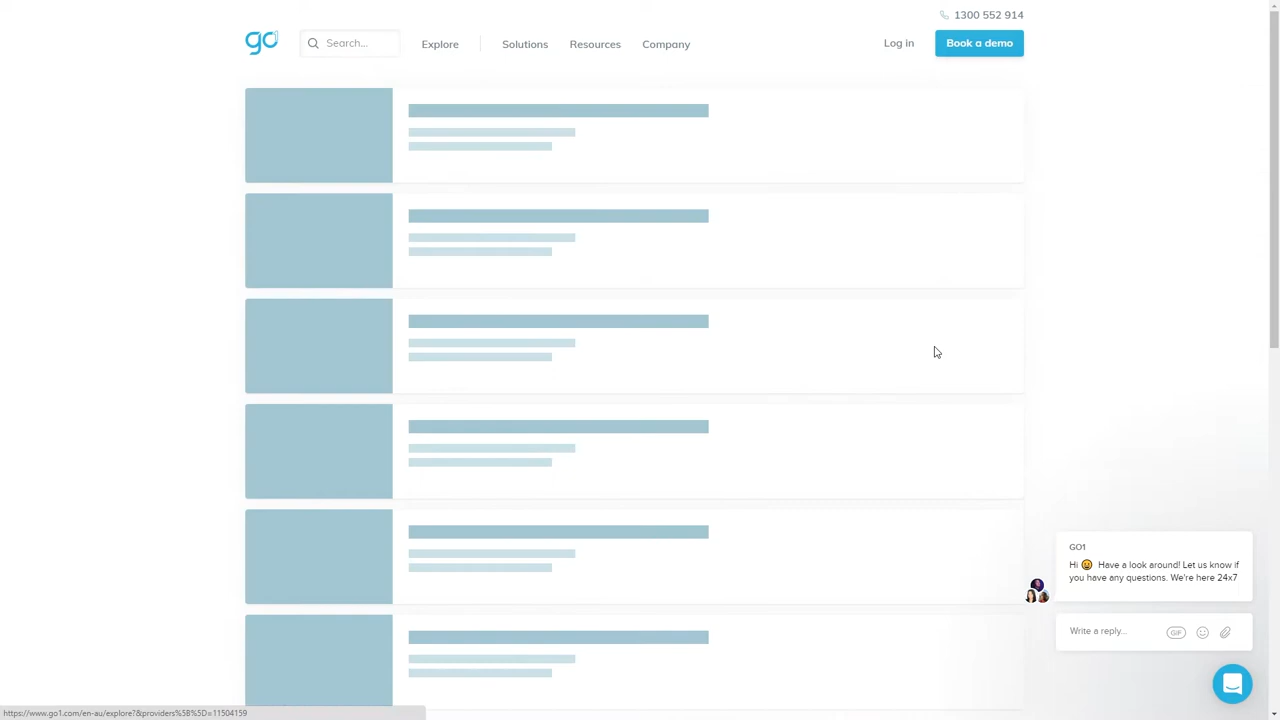 1300 552 914
go
Search...
Explore
Solutions
Resources
Company
Log in
Book a demo
GO1
Hi 😀 Have a look around! Let us know if
you have any questions. We're here 24x7
Write a reply...
GIF
https://www.go1.com/en-au/explore?&providers%5B%5D=11504159